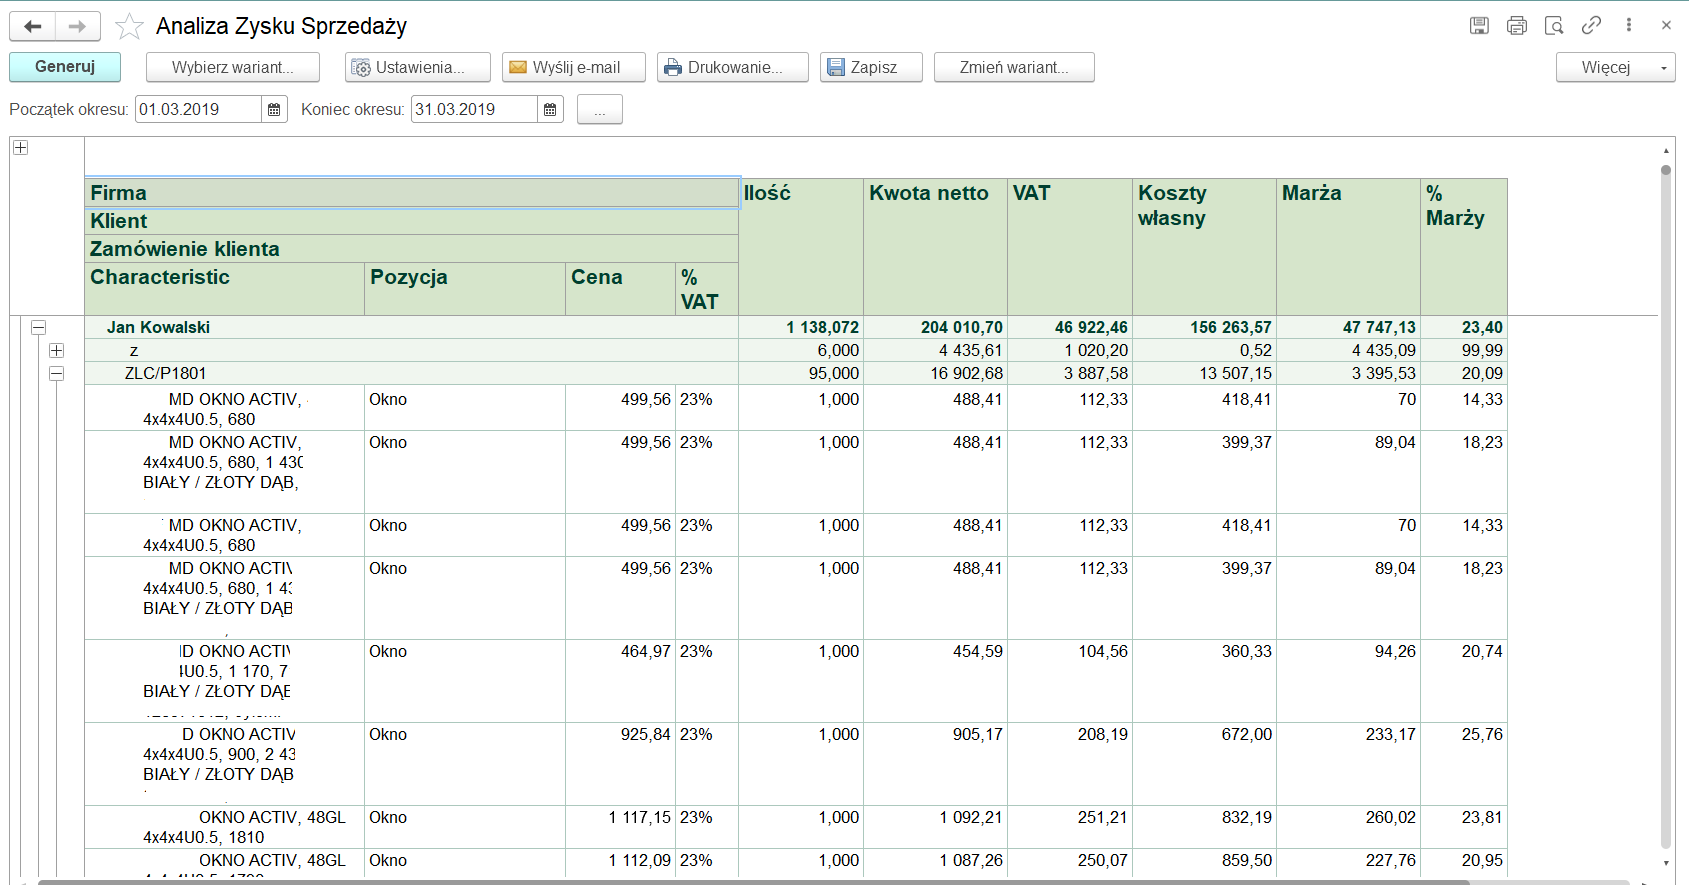 Analiza Zysku Sprzedaży
Generuj Wybierz wariant... Ustawienia... Wyślij e-mail Drukowanie... Zapisz Zmień wariant... Więcej
Początek okresu: 01.03.2019 Koniec okresu: 31.03.2019 ...
Firma Ilość Kwota netto VAT Koszty własny Marża % Marży
Klient
Zamówienie klienta
Characteristic Pozycja Cena % VAT
Jan Kowalski 1 138,072 204 010,70 46 922,46 156 263,57 47 747,13 23,40
z 6,000 4 435,61 1 020,20 0,52 4 435,09 99,99
ZLC/P1801 95,000 16 902,68 3 887,58 13 507,15 3 395,53 20,09
MD OKNO ACTIV, Okno 499,56 23% 1,000 488,41 112,33 418,41 70 14,33
4x4x4U0.5, 680
MD OKNO ACTIV, Okno 499,56 23% 1,000 488,41 112,33 399,37 89,04 18,23
4x4x4U0.5, 680, 1 430
BIAŁY / ZŁOTY DĄB,
MD OKNO ACTIV, Okno 499,56 23% 1,000 488,41 112,33 418,41 70 14,33
4x4x4U0.5, 680
MD OKNO ACTIV Okno 499,56 23% 1,000 488,41 112,33 399,37 89,04 18,23
4x4x4U0.5, 680, 1 43
BIAŁY / ZŁOTY DĄB
D OKNO ACTIV Okno 464,97 23% 1,000 454,59 104,56 360,33 94,26 20,74
4U0.5, 1 170, 7
BIAŁY / ZŁOTY DĄB
D OKNO ACTIV Okno 925,84 23% 1,000 905,17 208,19 672,00 233,17 25,76
4x4x4U0.5, 900, 2 43
BIAŁY / ZŁOTY DĄB
OKNO ACTIV, 48GL Okno 1 117,15 23% 1,000 1 092,21 251,21 832,19 260,02 23,81
4x4x4U0.5, 1810
OKNO ACTIV, 48GL Okno 1 112,09 23% 1,000 1 087,26 250,07 859,50 227,76 20,95